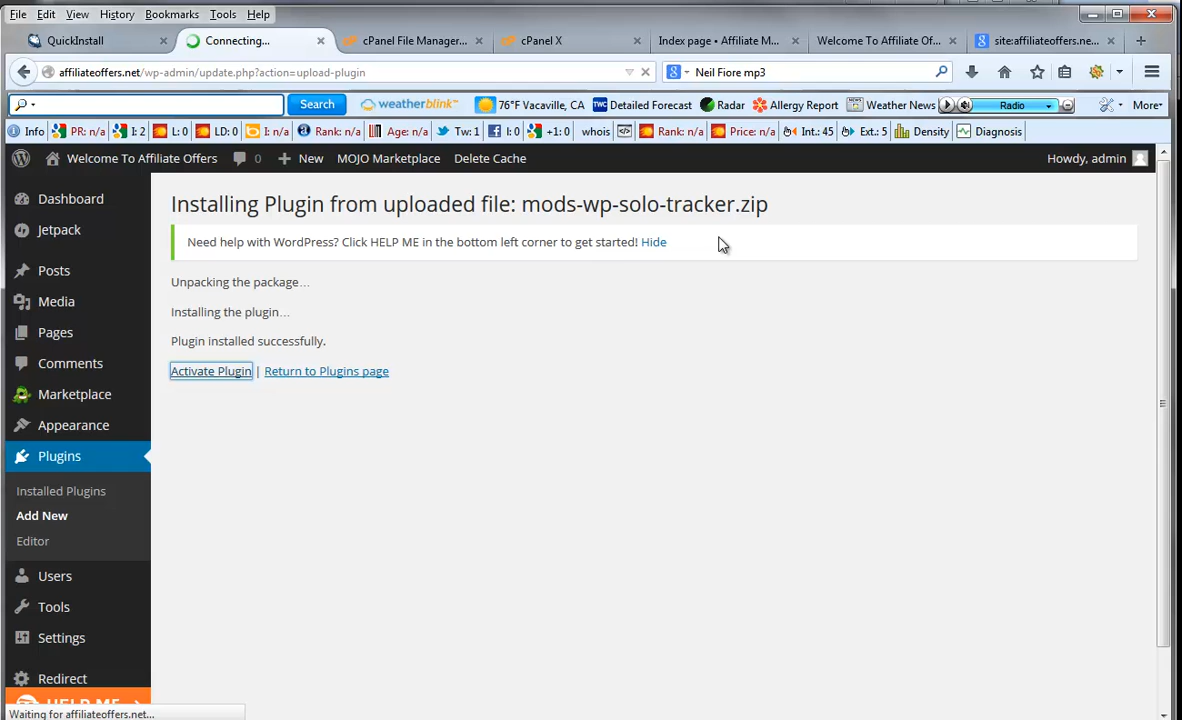 File Edit View History Bookmarks Tools Help
QuickInstall × Connecting... × cPanel File Manager... × cPanel X × Index page • Affiliate M... × Welcome To Affiliate Of... × site:affiliateoffers.ne... × +
affiliateoffers.net/wp-admin/update.php?action=upload-plugin Neil Fiore mp3
Search weatherblink™ 76°F Vacaville, CA TWC Detailed Forecast Radar Allergy Report Weather News Radio More
Info PR: n/a I: 2 L: 0 LD: 0 I: n/a Rank: n/a Age: n/a Tw: 1 I: 0 +1: 0 whois Rank: n/a Price: n/a Int.: 45 Ext.: 5 Density Diagnosis
Welcome To Affiliate Offers 0 + New MOJO Marketplace Delete Cache Howdy, admin
Dashboard
Jetpack
Posts
Media
Pages
Comments
Marketplace
Appearance
Plugins
Installed Plugins
Add New
Editor
Users
Tools
Settings
Redirect
HELP ME
Installing Plugin from uploaded file: mods-wp-solo-tracker.zip
Need help with WordPress? Click HELP ME in the bottom left corner to get started! Hide
Unpacking the package…
Installing the plugin…
Plugin installed successfully.
Activate Plugin | Return to Plugins page
Waiting for affiliateoffers.net...